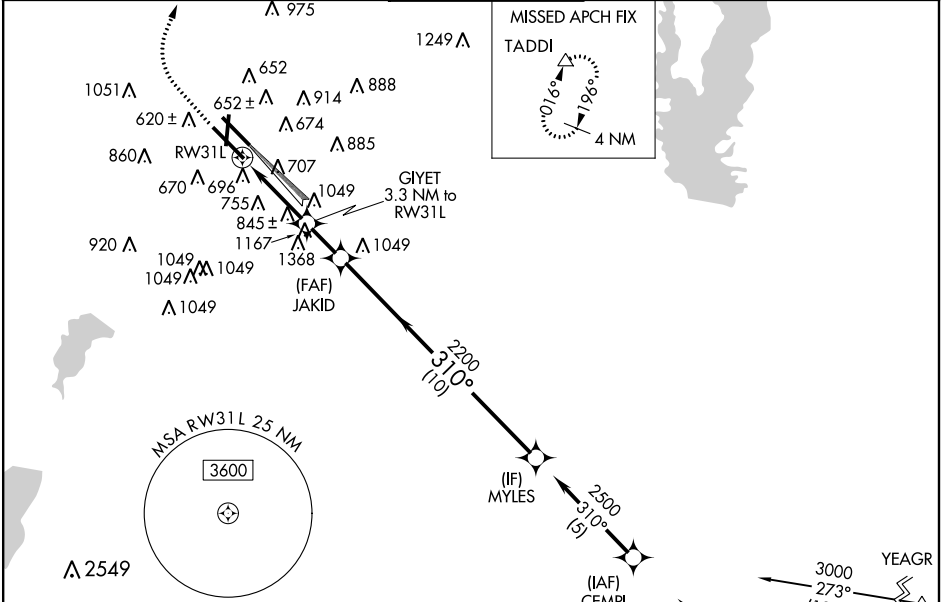 975
MISSED APCH FIX
TADDI
016°
196°
4 NM
1249
652
1051
652 ±
914
888
620 ±
674
885
860
RW31L
707
670
696
GIYET
3.3 NM to
RW31L
1049
755
845 ±
1167
1368
1049
920
1049
1049
1049
1049
(FAF)
JAKID
2200
310°
(10)
MSA RW31L 25 NM
3600
(IF)
MYLES
2500
310°
(5)
2549
(IAF)
YEAGR
3000
273°